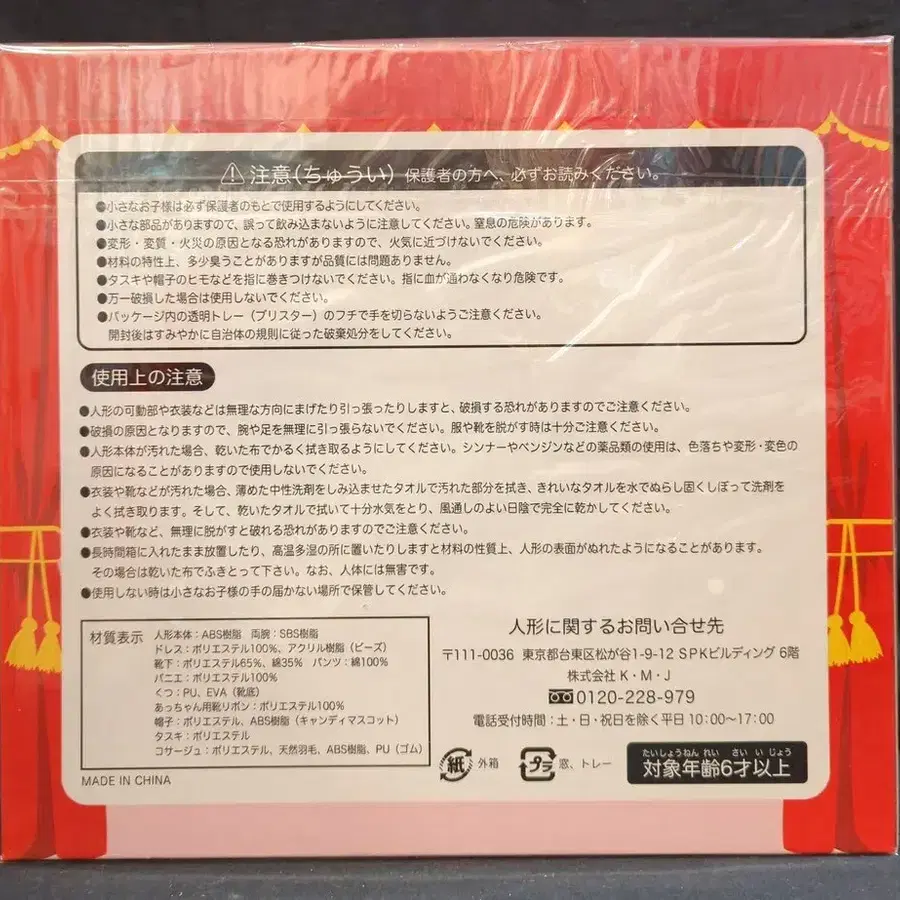 注意(ちゅうい) 保護者の方へ、必ずお読みください。
●小さなお子様は必ず保護者のもとで使用するようにしてください。
●小さな部品がありますので、誤って飲み込まないように注意してください。窒息の危険があります。
●変形・変質・火災の原因となる恐れがありますので、火気に近づけないでください。
●材料の特性上、多少臭うことがありますが品質には問題ありません。
●タスキや帽子のヒモなどを指に巻きつけないでください。指に血が通わなくなり危険です。
●万一破損した場合は使用しないでください。
●パッケージ内の透明トレー(ブリスター)のフチで手を切らないようご注意ください。
開封後はすみやかに自治体の規則に従った破棄処分をしてください。
使用上の注意
●人形の可動部や衣装などは無理な方向にまげたり引っ張ったりしますと、破損する恐れがありますのでご注意ください。
●破損の原因となりますので、腕や足を無理に引っ張らないでください。服や靴を脱がす時は十分ご注意ください。
●人形本体が汚れた場合、乾いた布でかるく拭き取るようにしてください。シンナーやベンジンなどの薬品類の使用は、色落ちや変形・変色の
原因になることがありますので使用しないでください。
●衣装や靴などが汚れた場合、薄めた中性洗剤をしみ込ませたタオルで汚れた部分を拭き、きれいなタオルを水でぬらし固くしぼって洗剤を
よく拭き取ります。そして、乾いたタオルで拭いて十分水気をとり、風通しのよい日陰で完全に乾かしてください。
●衣装や靴など、無理に脱がすと破れる恐れがありますのでご注意ください。
●長時間箱に入れたまま放置したり、高温多湿の所に置いたりしますと材料の性質上、人形の表面がぬれたようになることがあります。
その場合は乾いた布でふきとって下さい。なお、人体には無害です。
●使用しない時は小さなお子様の手の届かない場所で保管してください。
材質表示 人形本体:ABS樹脂 両腕:SBS樹脂
ドレス:ポリエステル100%、アクリル樹脂(ビーズ)
靴下:ポリエステル65%、綿35% パンツ:綿100%
パニエ:ポリエステル100%
くつ:PU、EVA(靴底)
あっちゃん用靴リボン:ポリエステル100%
帽子:ポリエステル、ABS樹脂(キャンディマスコット)
タスキ:ポリエステル
コサージュ:ポリエステル、天然羽毛、ABS樹脂、PU(ゴム)
MADE IN CHINA
人形に関するお問い合せ先
〒111-0036 東京都台東区松が谷1-9-12 SPKビルディング 6階
株式会社 K・M・J
0120-228-979
電話受付時間:土・日・祝日を除く平日 10:00〜17:00
紙 外箱 プラ 窓、トレー
たいしょうねんれい さいいじょう
対象年齢6才以上